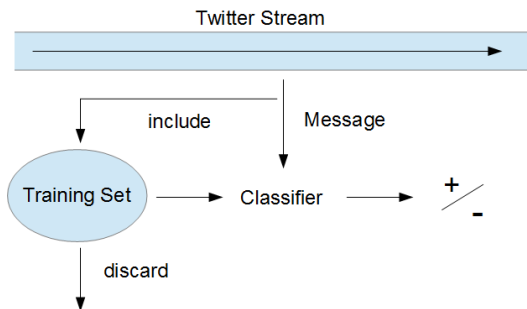 Twitter Stream
include
Message
Training Set
Classifier
+
-
discard